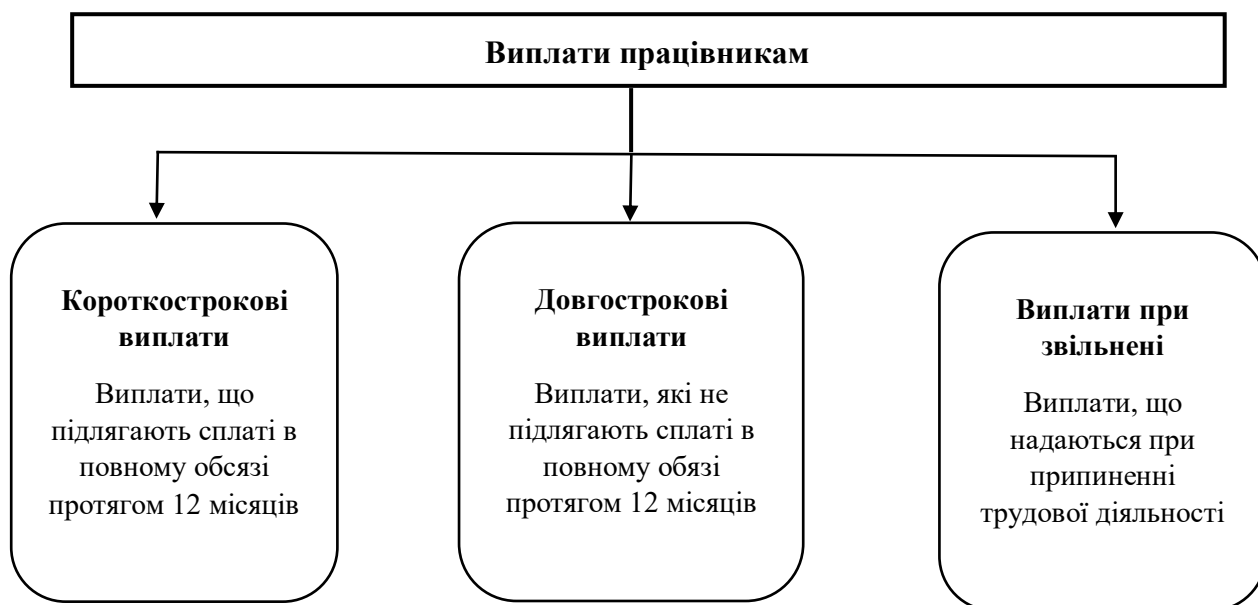 Виплати працівникам
Короткострокові
виплати
Виплати, що
підлягають сплаті в
повному обсязі
протягом 12 місяців
Довгострокові
виплати
Виплати, які не
підлягають сплаті в
повному обязі
протягом 12 місяців
Виплати при
звільнені
Виплати, що
надаються при
припиненні
трудової діяльності